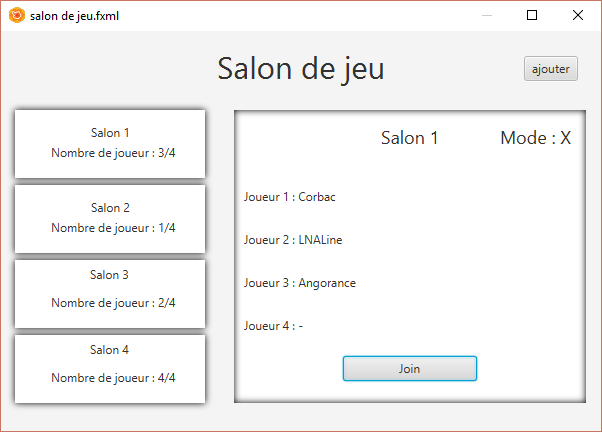 salon de jeu.fxml
Salon de jeu
ajouter
Salon 1
Nombre de joueur : 3/4
Salon 2
Nombre de joueur : 1/4
Salon 3
Nombre de joueur : 2/4
Salon 4
Nombre de joueur : 4/4
Salon 1
Mode : X
Joueur 1 : Corbac
Joueur 2 : LNALine
Joueur 3 : Angorance
Joueur 4 : -
Join